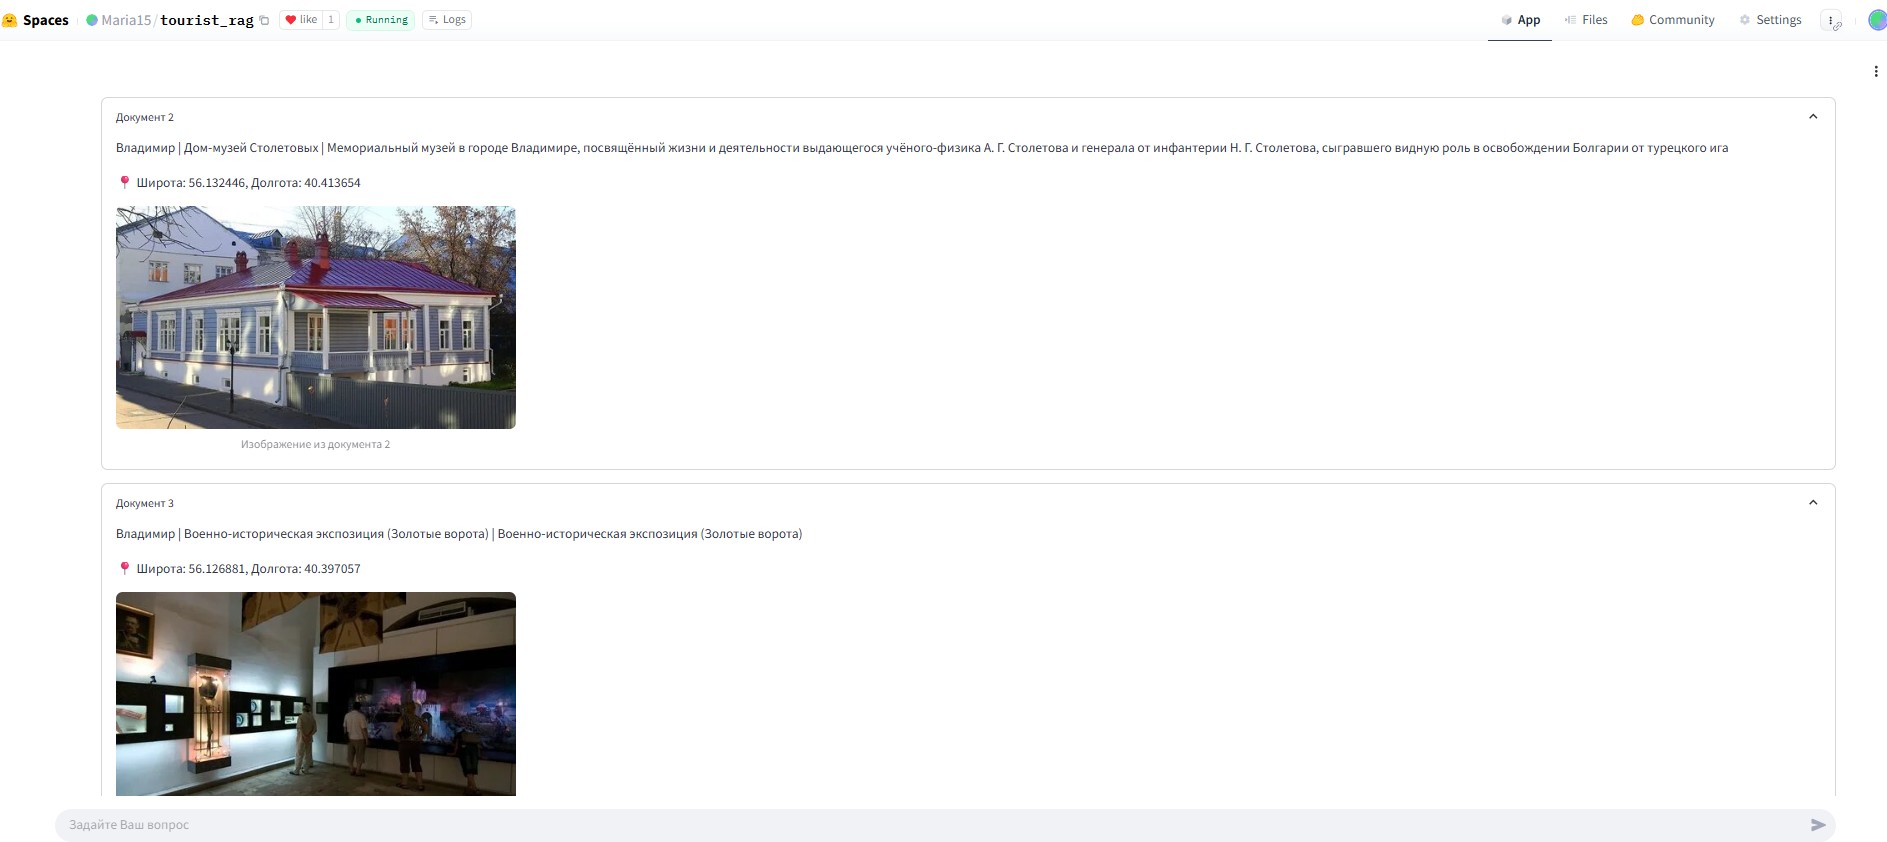 Spaces Maria15/tourist_rag like 1 Running Logs App Files Community Settings
Документ 2
Владимир | Дом-музей Столетовых | Мемориальный музей в городе Владимире, посвящённый жизни и деятельности выдающегося учёного-физика А. Г. Столетова и генерала от инфантерии Н. Г. Столетова, сыгравшего видную роль в освобождении Болгарии от турецкого ига
Широта: 56.132446, Долгота: 40.413654
Изображение из документа 2
Документ 3
Владимир | Военно-историческая экспозиция (Золотые ворота) | Военно-историческая экспозиция (Золотые ворота)
Широта: 56.126881, Долгота: 40.397057
Задайте Ваш вопрос